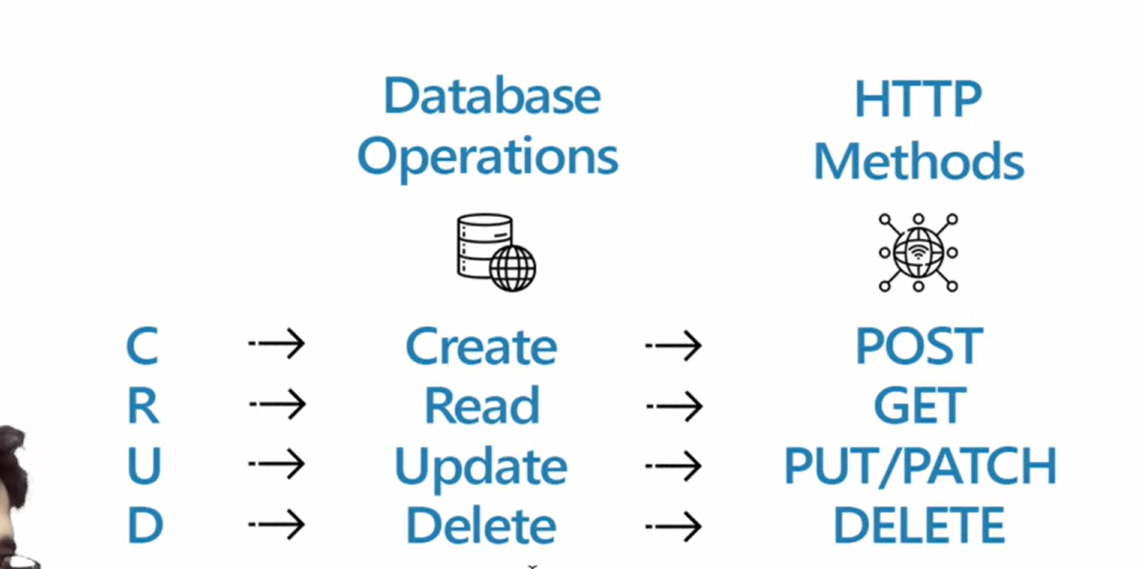 Database
Operations
HTTP
Methods
C → Create → POST
R → Read → GET
U → Update → PUT/PATCH
D → Delete → DELETE